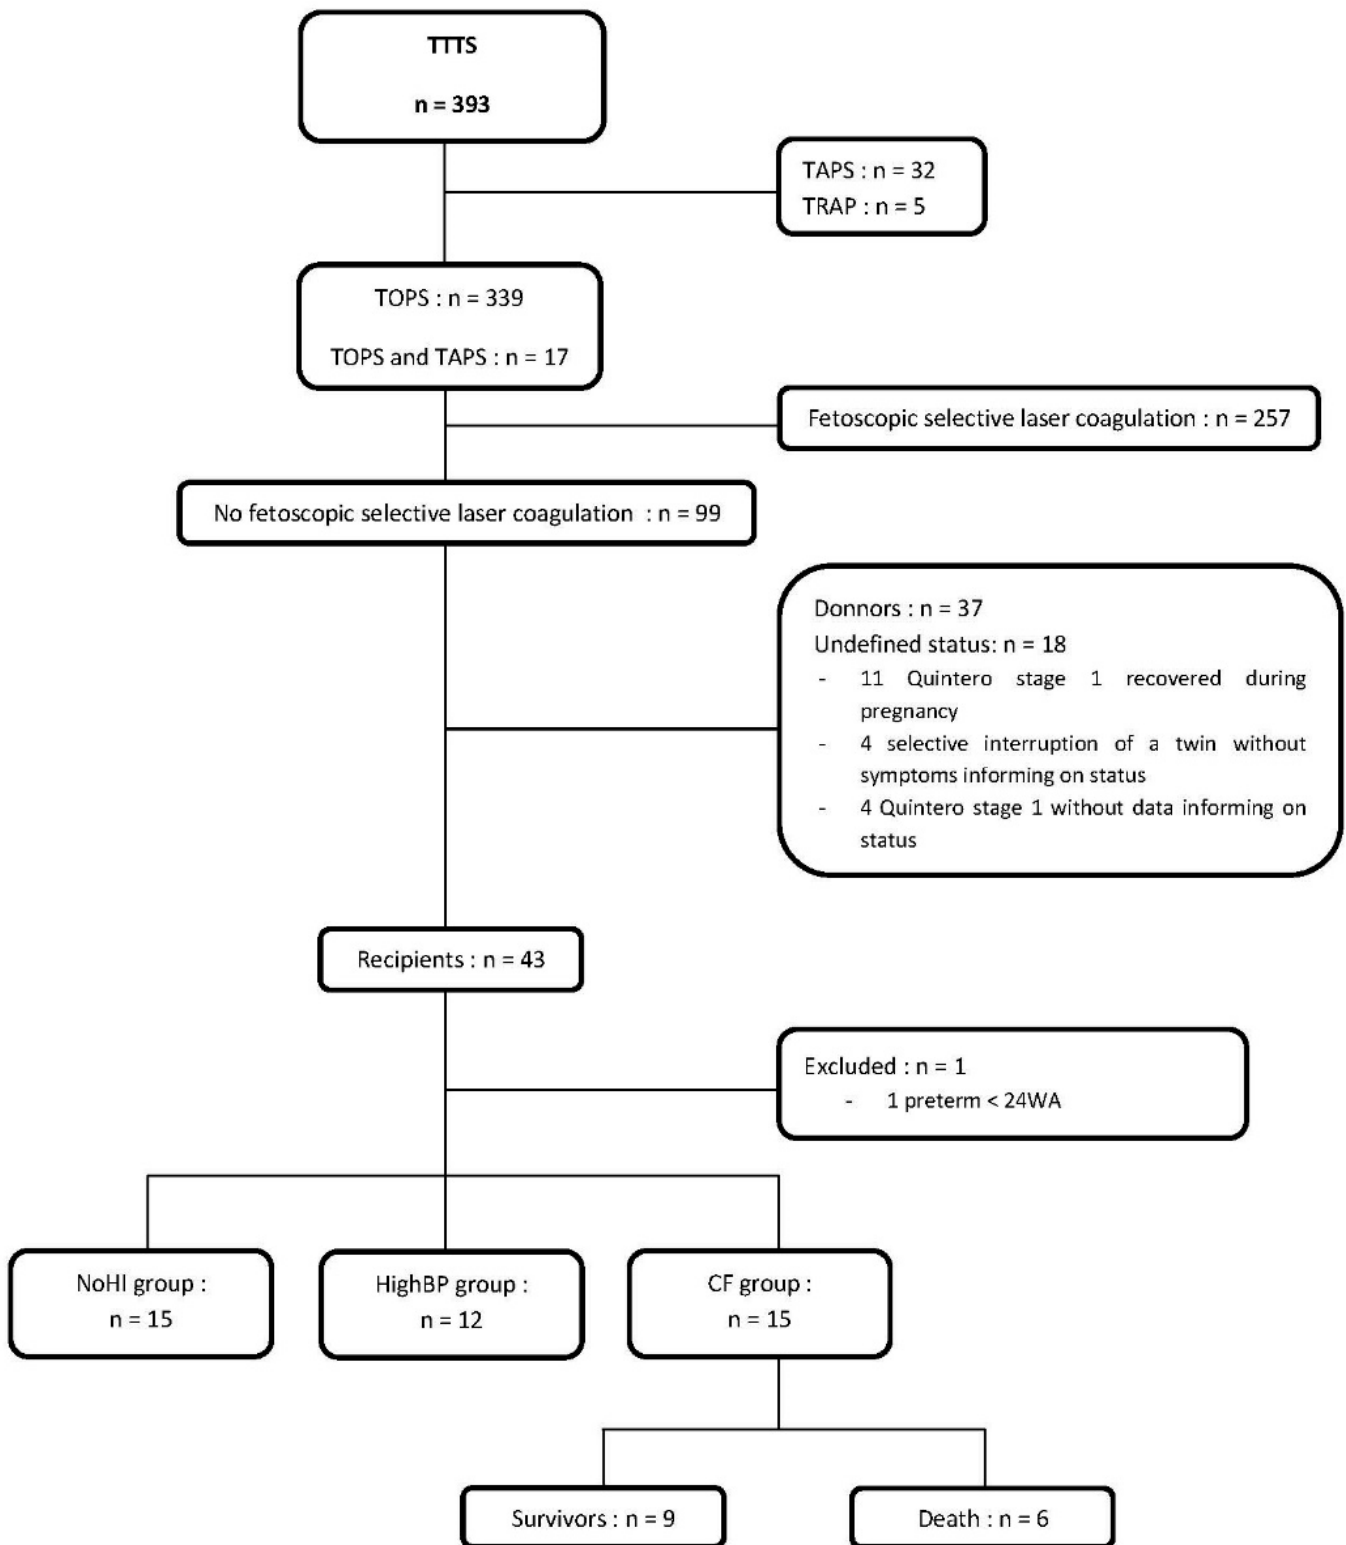 TTTS
n = 393
TAPS : n = 32
TRAP : n = 5
TOPS : n = 339
TOPS and TAPS : n = 17
Fetoscopic selective laser coagulation : n = 257
No fetoscopic selective laser coagulation : n = 99
Donnors : n = 37
Undefined status: n = 18
- 11 Quintero stage 1 recovered during
pregnancy
- 4 selective interruption of a twin without
symptoms informing on status
- 4 Quintero stage 1 without data informing on
status
Recipients : n = 43
Excluded : n = 1
- 1 preterm < 24WA
NoHI group :
n = 15
HighBP group :
n = 12
CF group :
n = 15
Survivors : n = 9
Death : n = 6